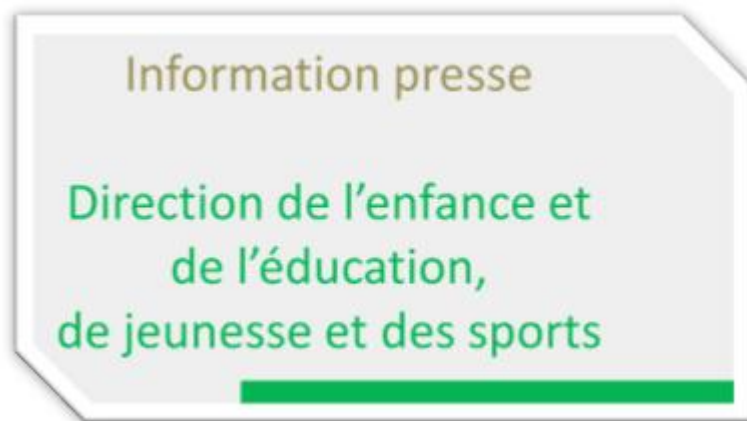 Information presse
Direction de l’enfance et
de l’éducation,
de jeunesse et des sports